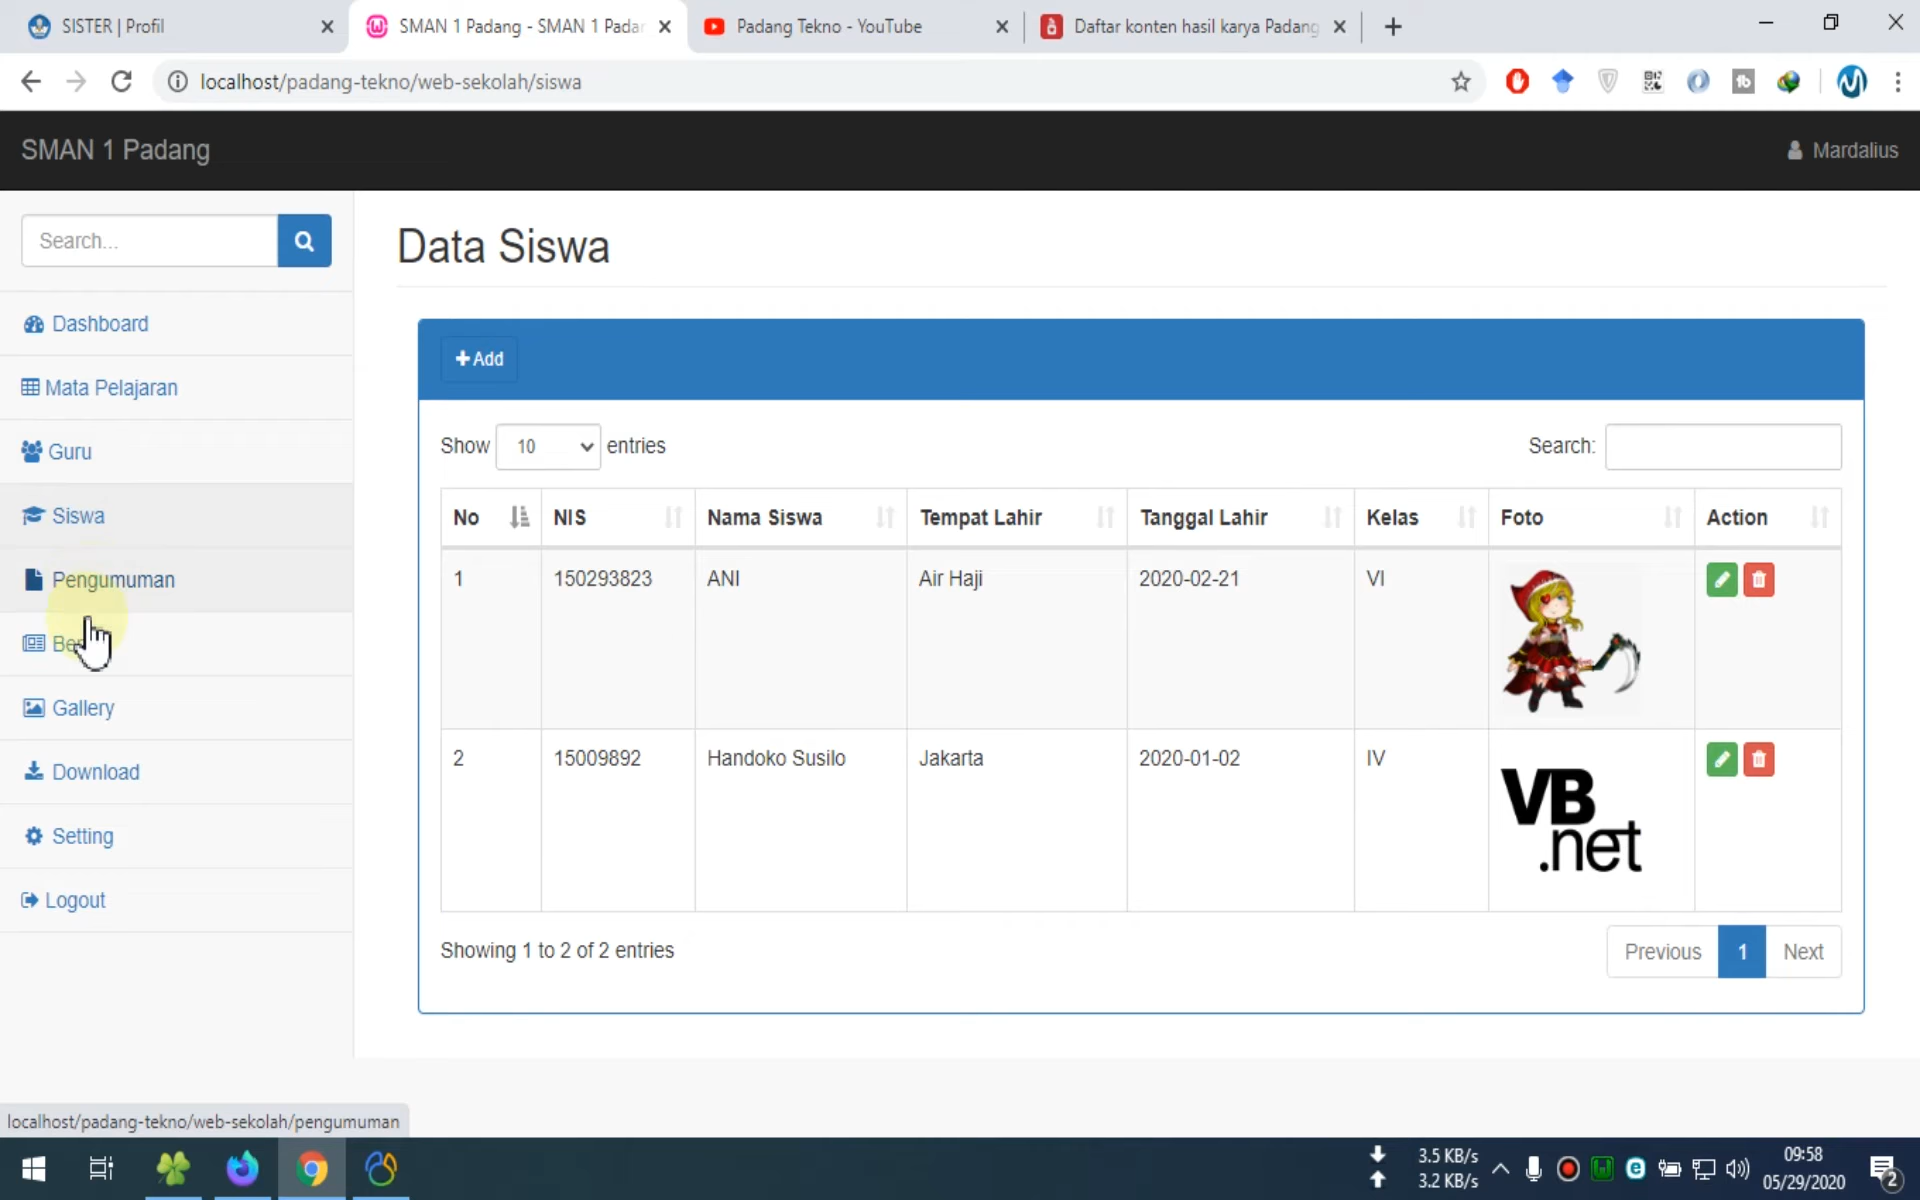 SISTER | Profil
SMAN 1 Padang - SMAN 1 Padan
Padang Tekno - YouTube
Daftar konten hasil karya Padang
localhost/padang-tekno/web-sekolah/siswa
SMAN 1 Padang
Mardalius
Search...
Dashboard
Mata Pelajaran
Guru
Siswa
Pengumuman
Gallery
Download
Setting
Logout
Data Siswa
Add
Show 10 entries
Search:
No NIS Nama Siswa Tempat Lahir Tanggal Lahir Kelas Foto Action
1 150293823 ANI Air Haji 2020-02-21 VI
2 15009892 Handoko Susilo Jakarta 2020-01-02 IV
VB
.net
Showing 1 to 2 of 2 entries
Previous 1 Next
localhost/padang-tekno/web-sekolah/pengumuman
3.5 KB/s
3.2 KB/s
09:58
05/29/2020
2